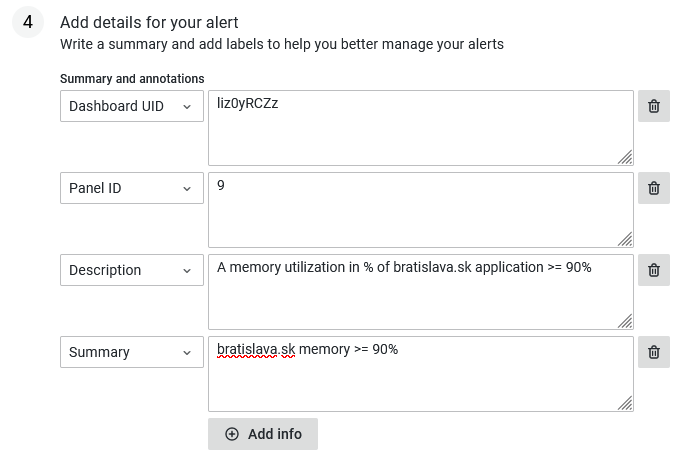 4 Add details for your alert
Write a summary and add labels to help you better manage your alerts
Summary and annotations
Dashboard UID liz0yRCZz
Panel ID 9
Description A memory utilization in % of bratislava.sk application >= 90%
Summary bratislava.sk memory >= 90%
Add info